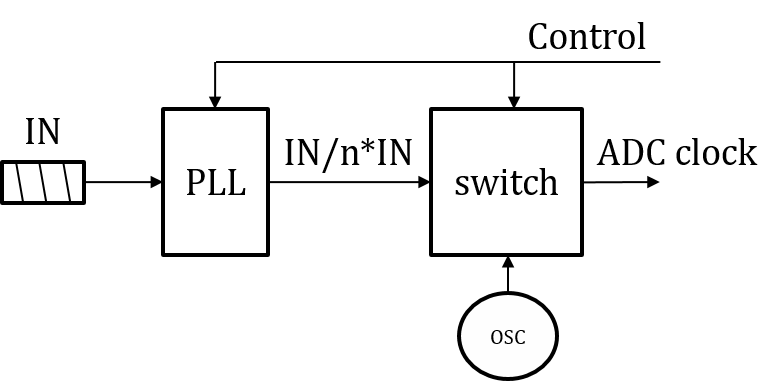 Control
IN
PLL
IN/n*IN
switch
ADC clock
OSC